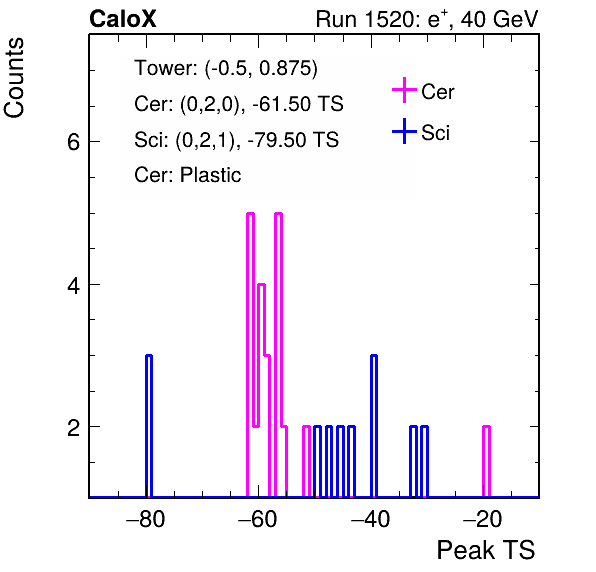 CaloX Run 1520: e⁺, 40 GeV
Counts
Tower: (-0.5, 0.875)
Cer: (0,2,0), -61.50 TS
Sci: (0,2,1), -79.50 TS
Cer: Plastic
Cer
Sci
6
4
2
−80 −60 −40 −20
Peak TS